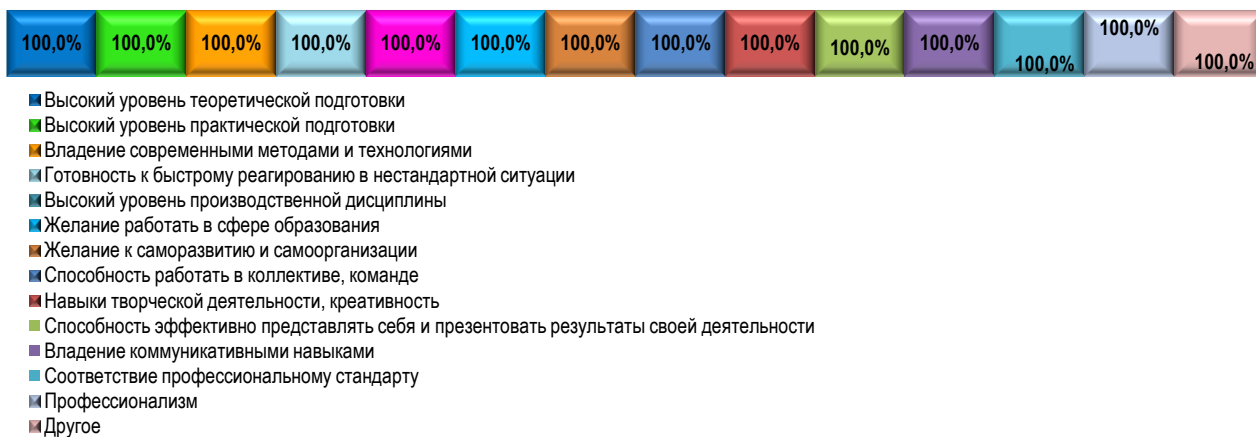 100,0% 100,0% 100,0% 100,0% 100,0% 100,0% 100,0% 100,0% 100,0% 100,0% 100,0% 100,0% 100,0% 100,0%
Высокий уровень теоретической подготовки
Высокий уровень практической подготовки
Владение современными методами и технологиями
Готовность к быстрому реагированию в нестандартной ситуации
Высокий уровень производственной дисциплины
Желание работать в сфере образования
Желание к саморазвитию и самоорганизации
Способность работать в коллективе, команде
Навыки творческой деятельности, креативность
Способность эффективно представлять себя и презентовать результаты своей деятельности
Владение коммуникативными навыками
Соответствие профессиональному стандарту
Профессионализм
Другое